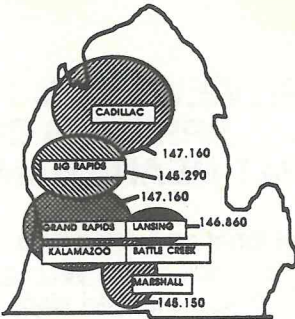 CADILLAC
147.160
BIG RAPIDS
145.290
147.160
GRAND RAPIDS LANSING 146.860
KALAMAZOO BATTLE CREEK
MARSHALL
145.150